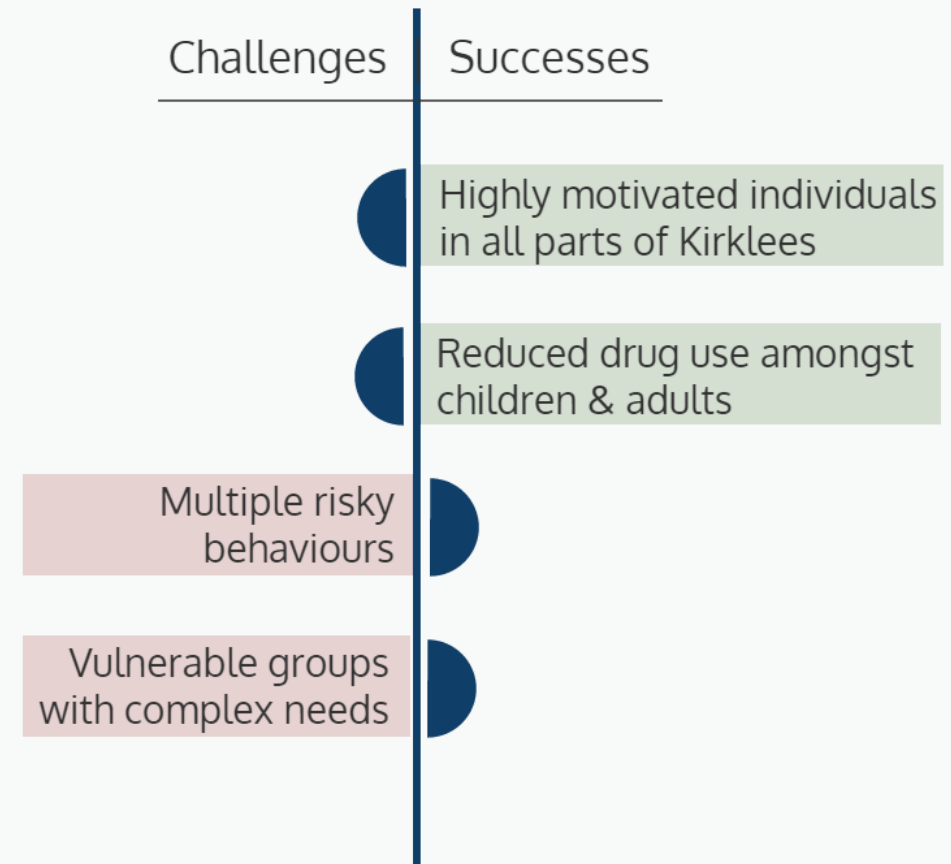 Challenges
Successes
Highly motivated individuals
in all parts of Kirklees
Reduced drug use amongst
children & adults
Multiple risky
behaviours
Vulnerable groups
with complex needs